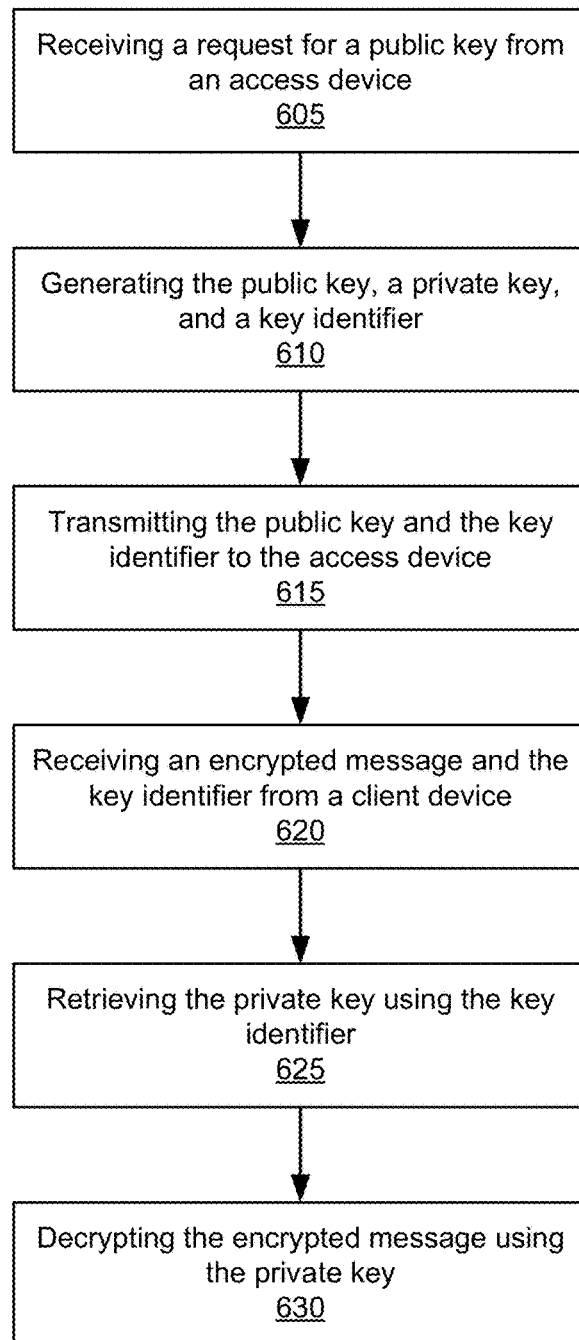 Receiving a request for a public key from
an access device
605
Generating the public key, a private key,
and a key identifier
610
Transmitting the public key and the key
identifier to the access device
615
Receiving an encrypted message and the
key identifier from a client device
620
Retrieving the private key using the key
identifier
625
Decrypting the encrypted message using
the private key
630